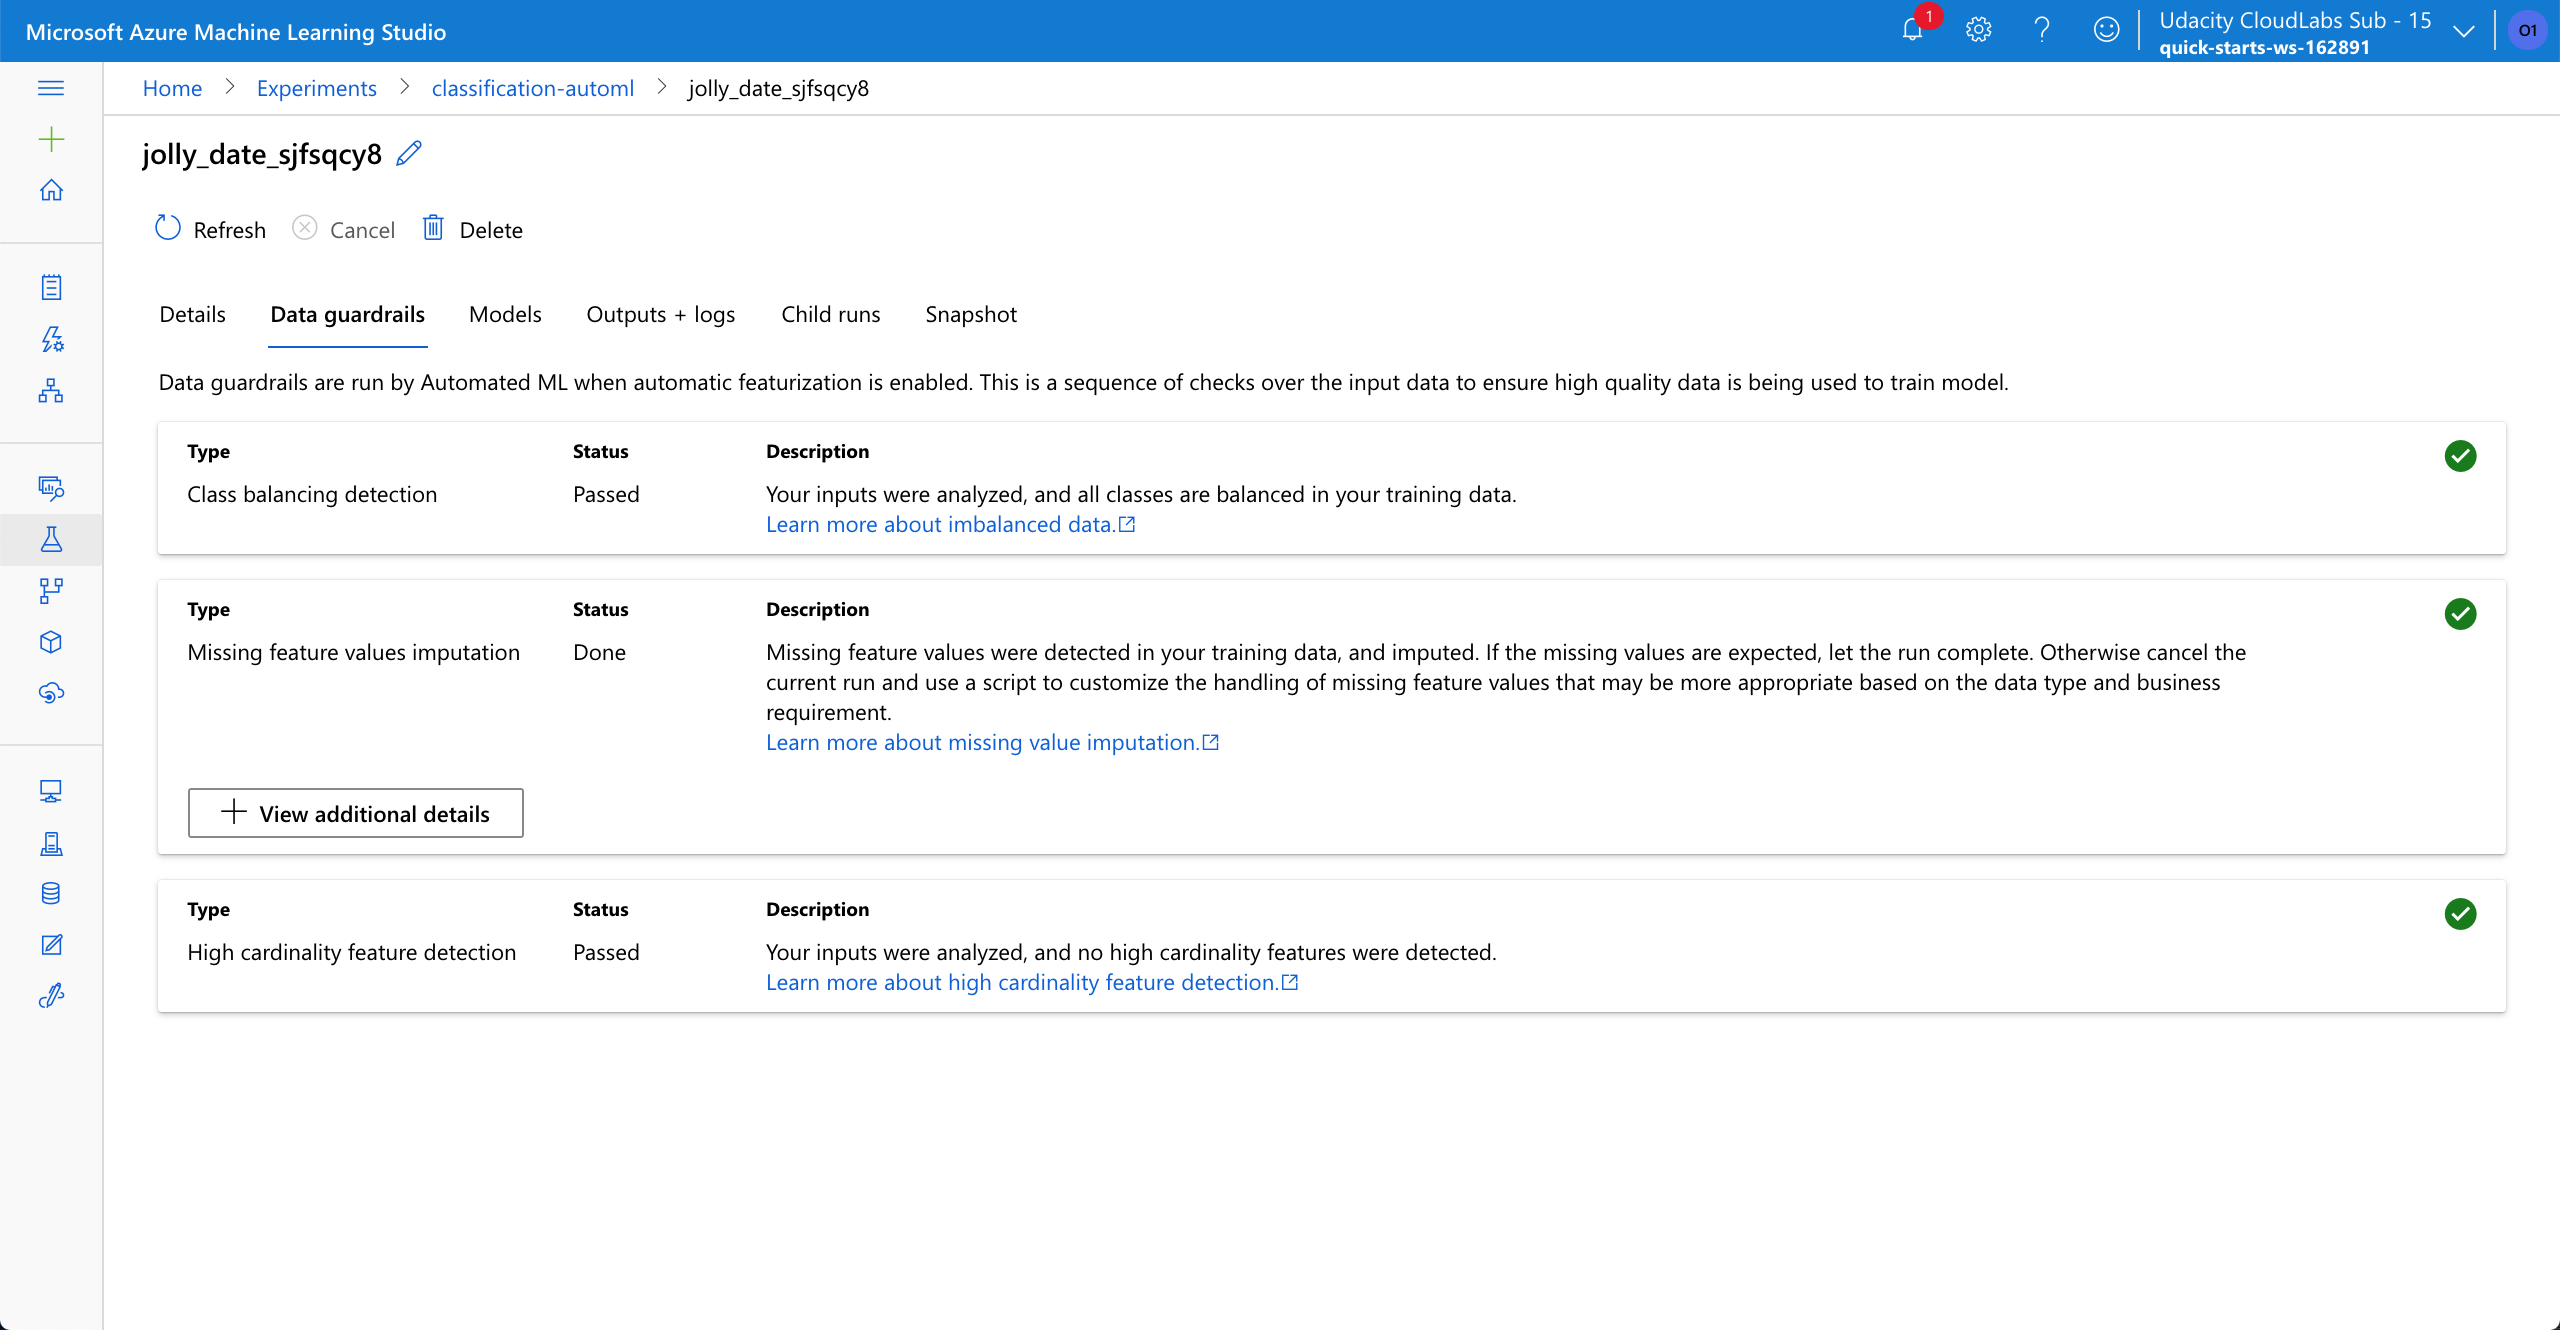 Microsoft Azure Machine Learning Studio
1
Udacity CloudLabs Sub - 15
quick-starts-ws-162891
O1
Home > Experiments > classification-automl > jolly_date_sjfsqcy8
jolly_date_sjfsqcy8
Refresh Cancel Delete
Details Data guardrails Models Outputs + logs Child runs Snapshot
Data guardrails are run by Automated ML when automatic featurization is enabled. This is a sequence of checks over the input data to ensure high quality data is being used to train model.
Type Status Description
Class balancing detection Passed Your inputs were analyzed, and all classes are balanced in your training data.
Learn more about imbalanced data.
Type Status Description
Missing feature values imputation Done Missing feature values were detected in your training data, and imputed. If the missing values are expected, let the run complete. Otherwise cancel the
current run and use a script to customize the handling of missing feature values that may be more appropriate based on the data type and business
requirement.
Learn more about missing value imputation.
View additional details
Type Status Description
High cardinality feature detection Passed Your inputs were analyzed, and no high cardinality features were detected.
Learn more about high cardinality feature detection.